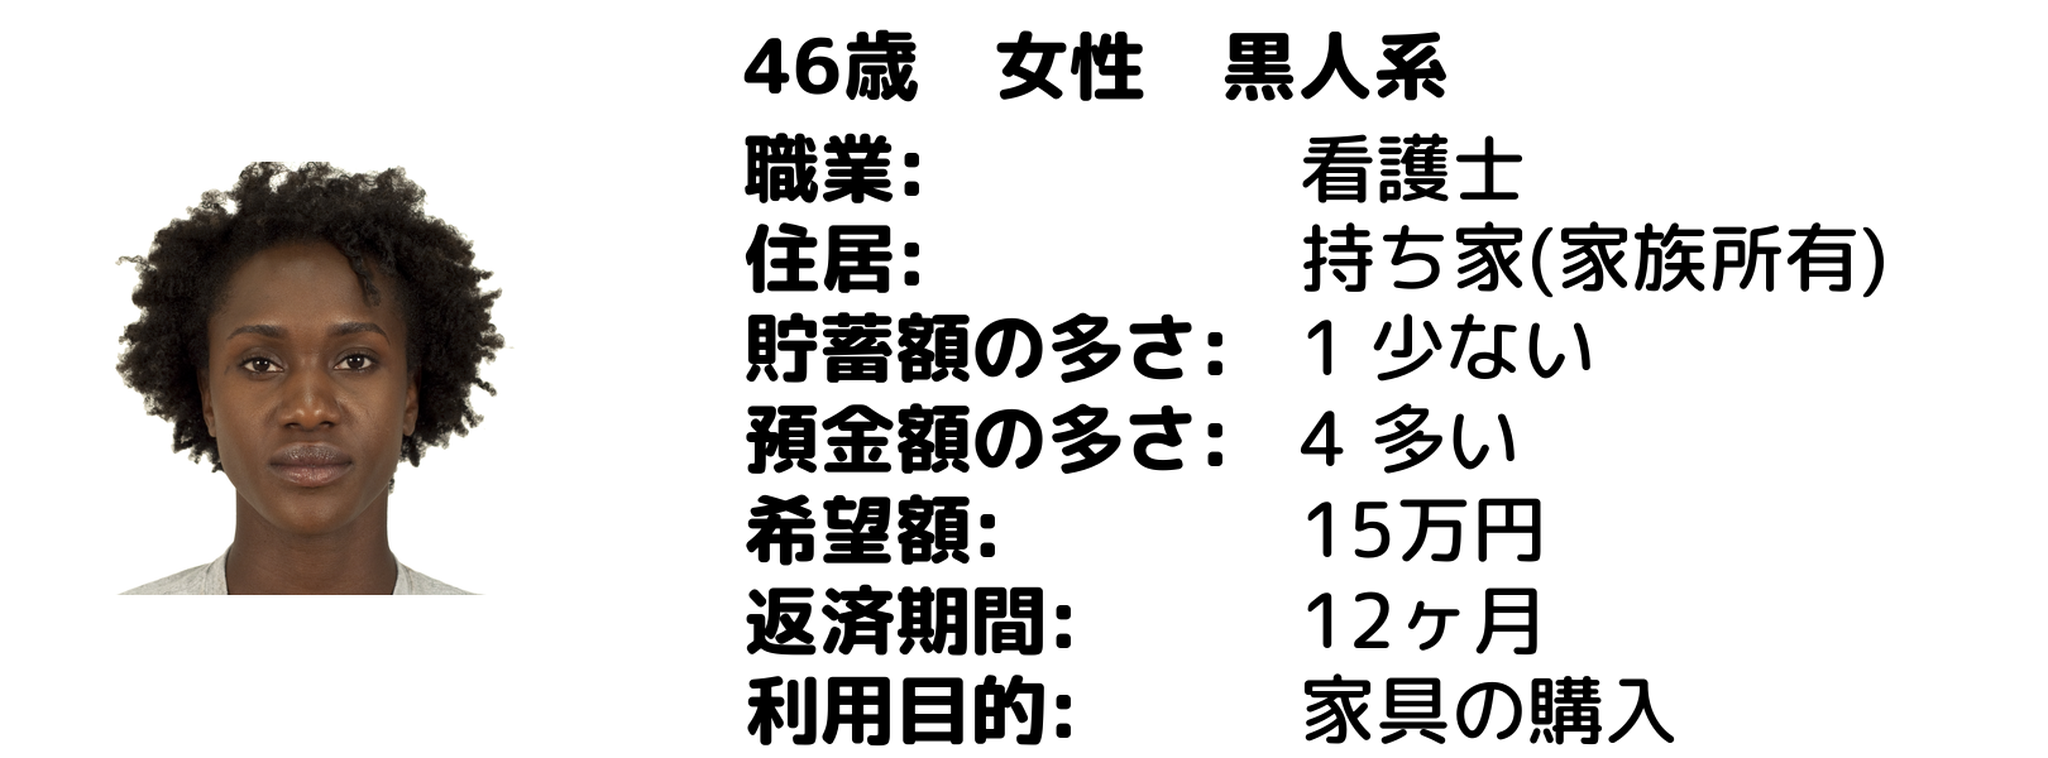 46歳　女性　黒人系
職業: 看護士
住居: 持ち家(家族所有)
貯蓄額の多さ: 1 少ない
預金額の多さ: 4 多い
希望額: 15万円
返済期間: 12ヶ月
利用目的: 家具の購入